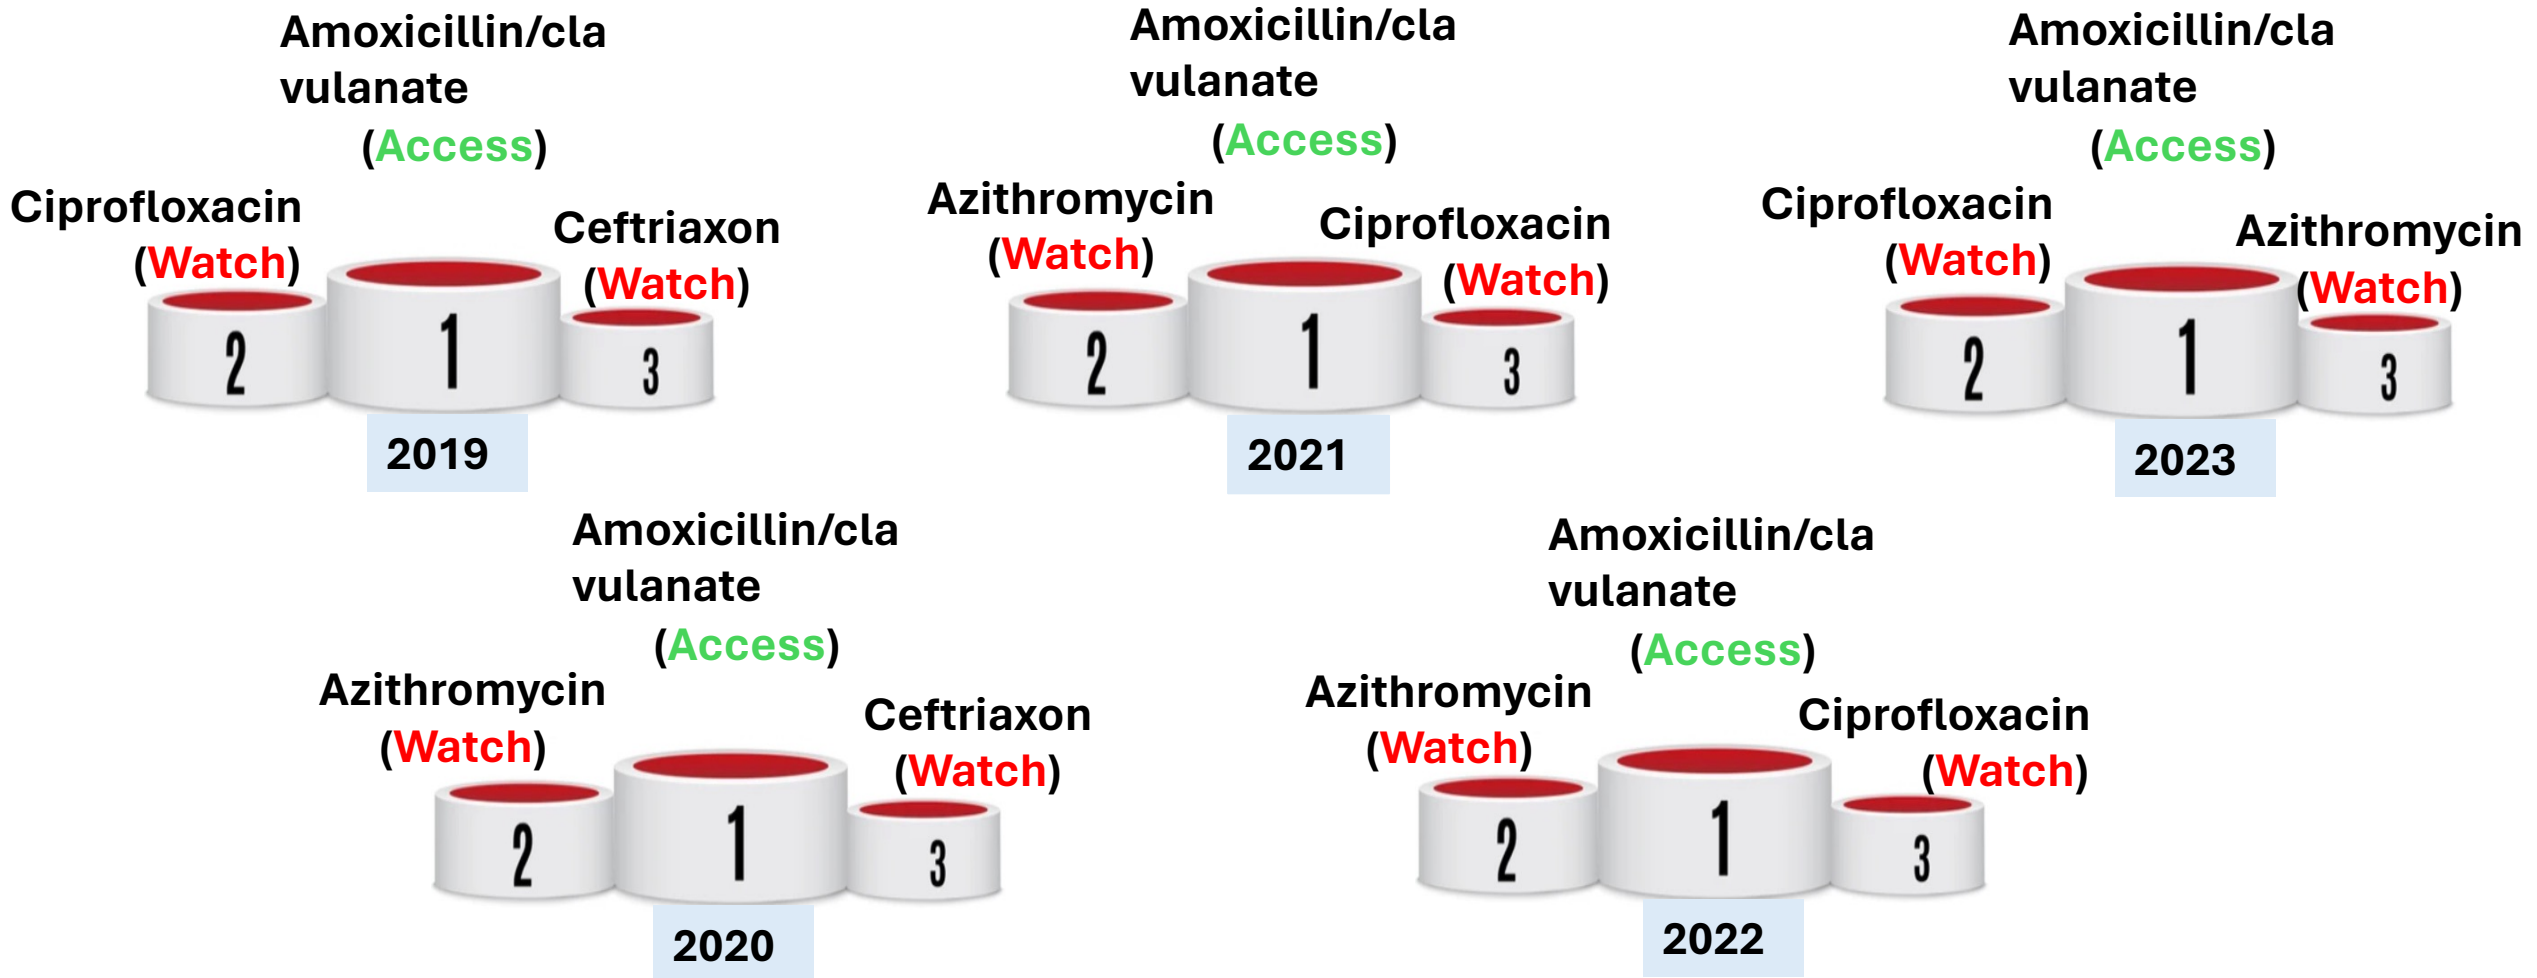 Amoxicillin/cla
vulanate
(Access)
Ciprofloxacin
(Watch)
Ceftriaxon
(Watch)
2
1
3
2019
Amoxicillin/cla
vulanate
(Access)
Azithromycin
(Watch)
Ciprofloxacin
(Watch)
2
1
3
2021
Amoxicillin/cla
vulanate
(Access)
Ciprofloxacin
(Watch)
Azithromycin
(Watch)
2
1
3
2023
Amoxicillin/cla
vulanate
(Access)
Azithromycin
(Watch)
Ceftriaxon
(Watch)
2
1
3
2020
Amoxicillin/cla
vulanate
(Access)
Azithromycin
(Watch)
Ciprofloxacin
(Watch)
2
1
3
2022